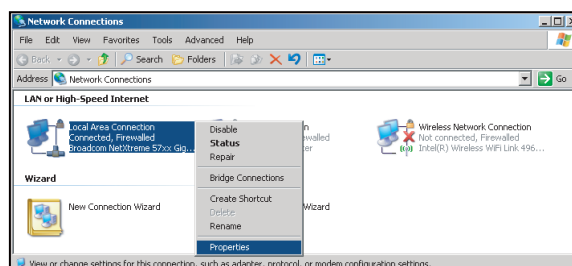 Network Connections
File Edit View Favorites Tools Advanced Help
Back Search Folders
Address Network Connections Go
LAN or High-Speed Internet
Local Area Connection
Connected, Firewalled
Broadcom NetXtreme 57xx Gig...
Disable
Status
Repair
Bridge Connections
Create Shortcut
Delete
Rename
Properties
Wireless Network Connection
Not connected, Firewalled
Intel(R) Wireless WiFi Link 496...
Wizard
New Connection Wizard
Wizard
View or change settings for this connection, such as adapter, protocol, or modem configuration settings.